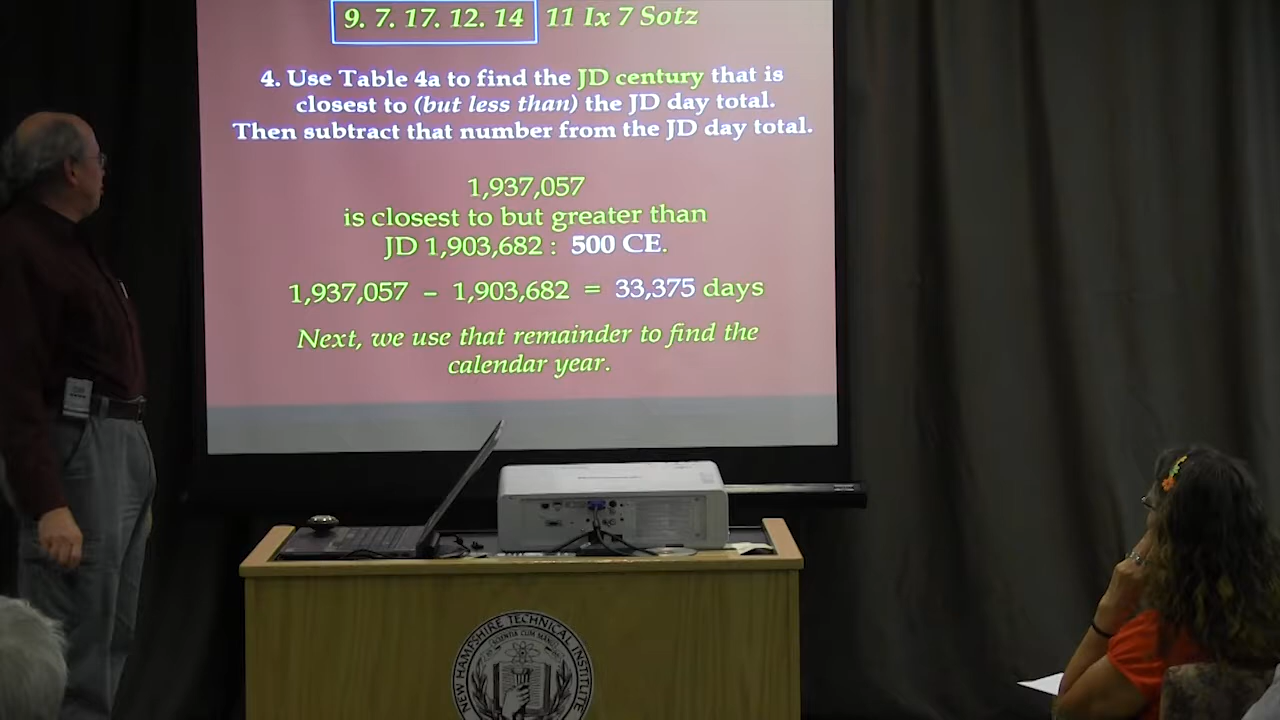 9. 7. 17. 12. 14 11 Ix 7 Sotz
4. Use Table 4a to find the JD century that is
closest to (but less than) the JD day total.
Then subtract that number from the JD day total.
1,937,057
is closest to but greater than
JD 1,903,682 : 500 CE.
1,937,057 – 1,903,682 = 33,375 days
Next, we use that remainder to find the
calendar year.
NEW HAMPSHIRE TECHNICAL INSTITUTE